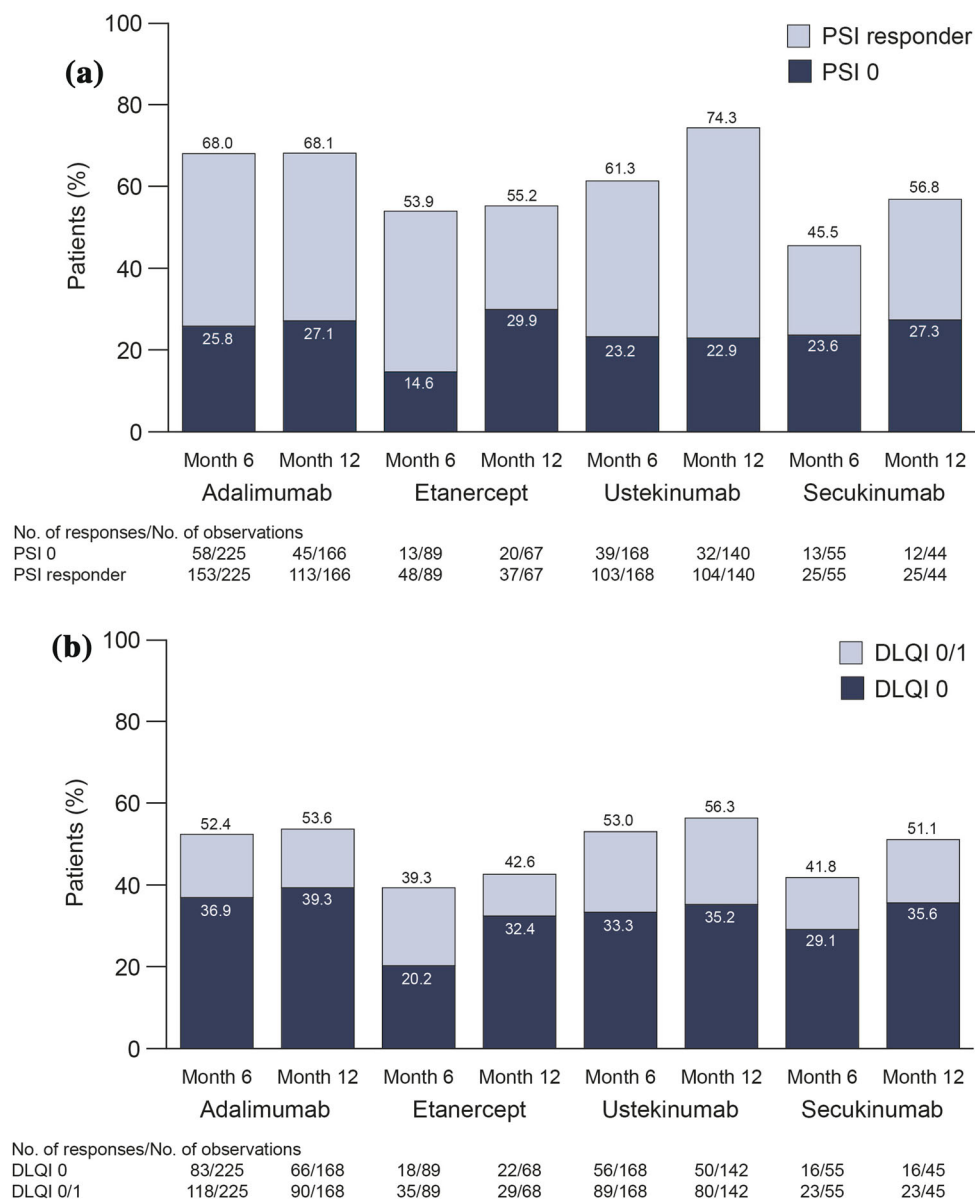 (a)
PSI responder
PSI 0
Patients (%)
100
80
60
40
20
0
68.0
68.1
53.9
55.2
61.3
74.3
45.5
56.8
25.8
27.1
14.6
29.9
23.2
22.9
23.6
27.3
Month 6 Month 12 Month 6 Month 12 Month 6 Month 12 Month 6 Month 12
Adalimumab Etanercept Ustekinumab Secukinumab
No. of responses/No. of observations
PSI 0 58/225 45/166 13/89 20/67 39/168 32/140 13/55 12/44
PSI responder 153/225 113/166 48/89 37/67 103/168 104/140 25/55 25/44
(b)
DLQI 0/1
DLQI 0
Patients (%)
100
80
60
40
20
0
52.4
53.6
39.3
42.6
53.0
56.3
41.8
51.1
36.9
39.3
20.2
32.4
33.3
35.2
29.1
35.6
Month 6 Month 12 Month 6 Month 12 Month 6 Month 12 Month 6 Month 12
Adalimumab Etanercept Ustekinumab Secukinumab
No. of responses/No. of observations
DLQI 0 83/225 66/168 18/89 22/68 56/168 50/142 16/55 16/45
DLQI 0/1 118/225 90/168 35/89 29/68 89/168 80/142 23/55 23/45